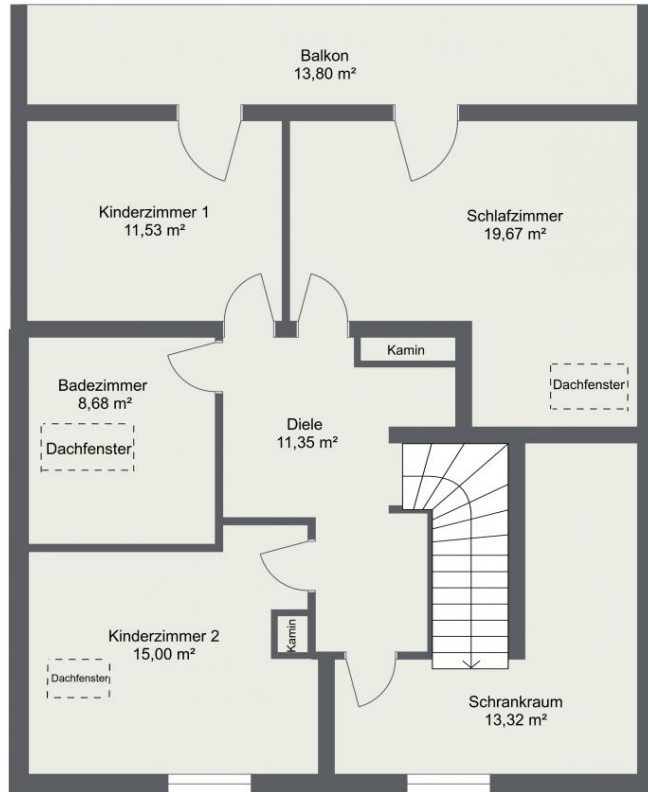 Balkon
13,80 m²
Kinderzimmer 1
11,53 m²
Schlafzimmer
19,67 m²
Kamin
Badezimmer
8,68 m²
Dachfenster
Dachfenster
Diele
11,35 m²
Kinderzimmer 2
15,00 m²
Kamin
Dachfenster
Schrankraum
13,32 m²